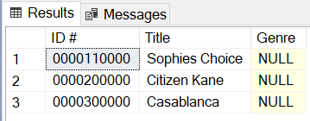 Results Messages
ID # Title Genre
1 0000110000 Sophies Choice NULL
2 0000200000 Citizen Kane NULL
3 0000300000 Casablanca NULL